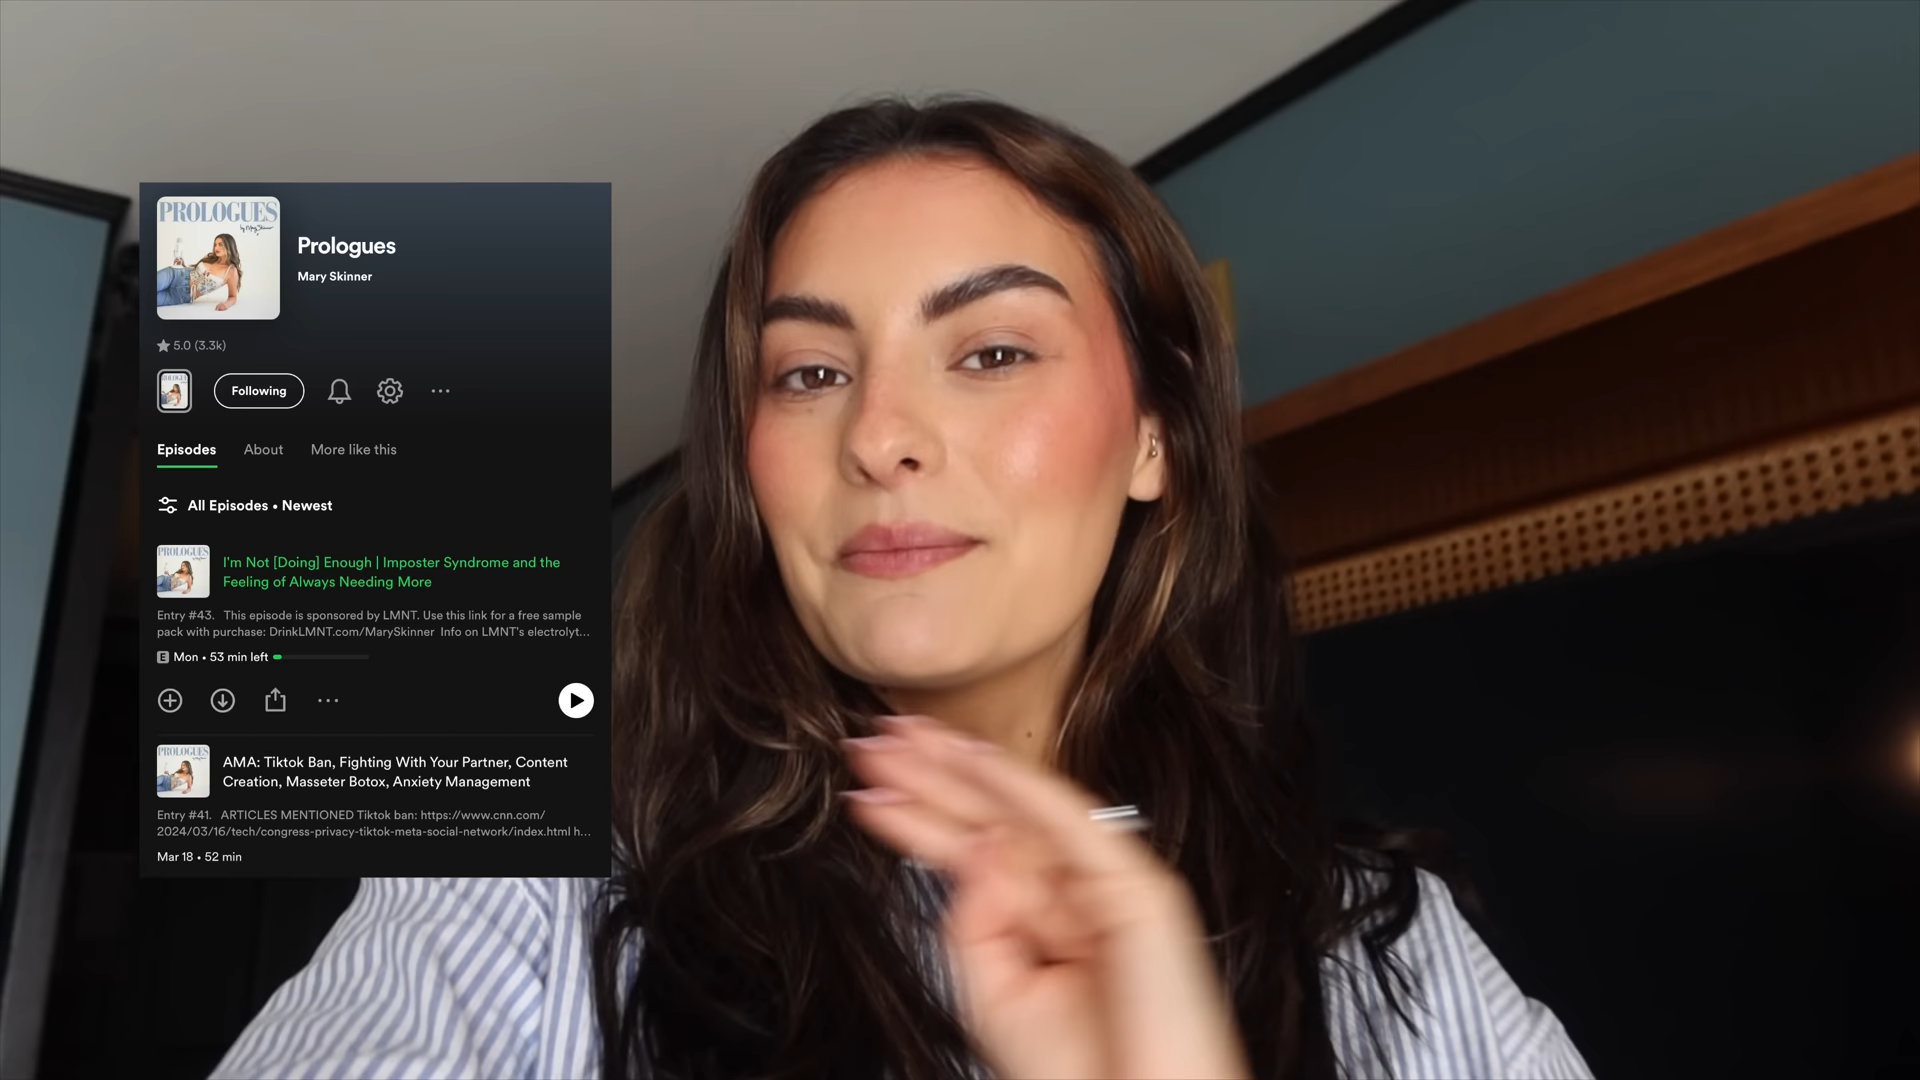 PROLOGUES
by Mary Skinner
Prologues
Mary Skinner
5.0 (3.3k)
Following
Episodes About More like this
All Episodes • Newest
PROLOGUES
I'm Not [Doing] Enough | Imposter Syndrome and the
Feeling of Always Needing More
Entry #43. This episode is sponsored by LMNT. Use this link for a free sample
pack with purchase: DrinkLMNT.com/MarySkinner Info on LMNT's electrolyt...
E Mon • 53 min left
PROLOGUES
AMA: Tiktok Ban, Fighting With Your Partner, Content
Creation, Masseter Botox, Anxiety Management
Entry #41. ARTICLES MENTIONED Tiktok ban: https://www.cnn.com/
2024/03/16/tech/congress-privacy-tiktok-meta-social-network/index.html h...
Mar 18 • 52 min